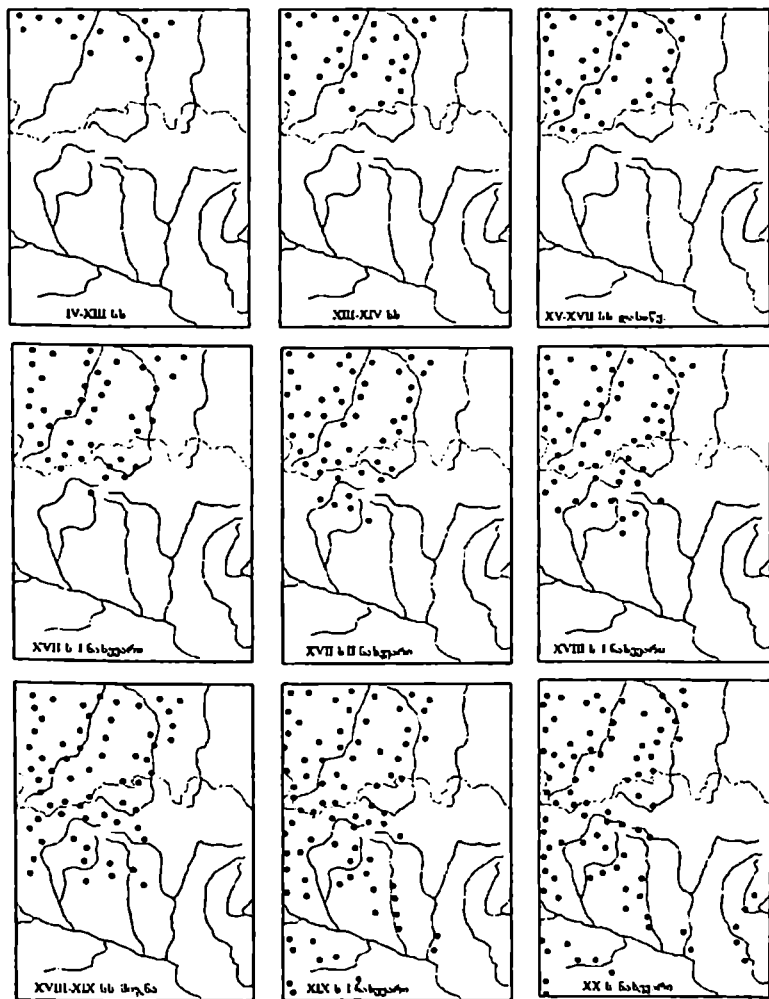 IV-XIII სს
XIII-XIV სს
XV-XVII სს დასაწყ.
XVII ს I ნახევარი
XVII ს II ნახევარი
XVIII ს I ნახევარი
XVIII-XIX სს
XIX ს I ნახევარი
XX ს ნახევარი